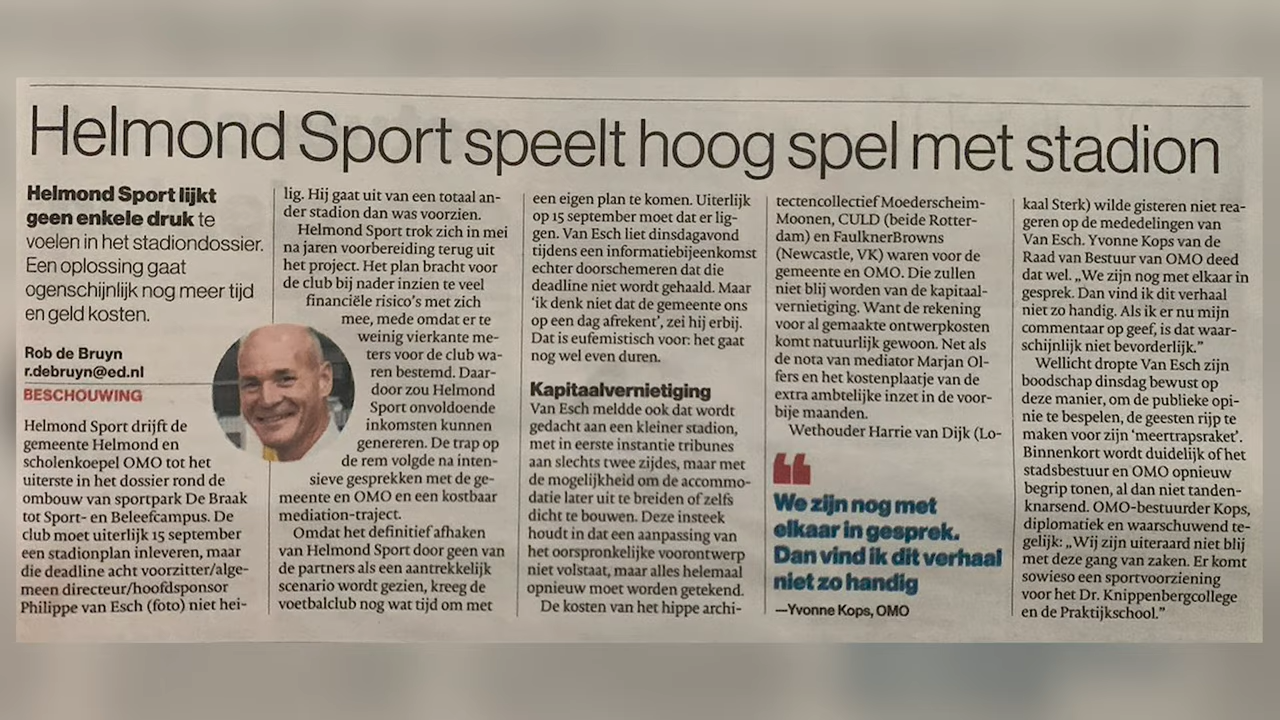 Helmond Sport speelt hoog spel met stadion
Helmond Sport lijkt
geen enkele druk te
voelen in het stadiondossier.
Een oplossing gaat
ogenschijnlijk nog meer tijd
en geld kosten.
Rob de Bruyn
r.debruyn@ed.nl
BESCHOUWING
Helmond Sport drijft de
gemeente Helmond en
scholenkoepel OMO tot het
uiterste in het dossier rond de
ombouw van sportpark De Braak
tot Sport- en Beleefcampus. De
club moet uiterlijk 15 september
een stadionplan inleveren, maar
die deadline acht voorzitter/alge-
meen directeur/hoofdsponsor
Philippe van Esch (foto) niet hei-
lig. Hij gaat uit van een totaal an-
der stadion dan was voorzien.
Helmond Sport trok zich in mei
na jaren voorbereiding terug uit
het project. Het plan bracht voor
de club bij nader inzien te veel
financiële risico's met zich
mee, mede omdat er te
weinig vierkante me-
ters voor de club wa-
ren bestemd. Daar-
door zou Helmond
Sport onvoldoende
inkomsten kunnen
genereren. De trap op
de rem volgde na inten-
sieve gesprekken met de ge-
meente en OMO en een kostbaar
mediation-traject.
Omdat het definitief afhaken
van Helmond Sport door geen van
de partners als een aantrekkelijk
scenario wordt gezien, kreeg de
voetbalclub nog wat tijd om met
een eigen plan te komen. Uiterlijk
op 15 september moet dat er lig-
gen. Van Esch liet dinsdagavond
tijdens een informatiebijeenkomst
echter doorschemeren dat die
deadline niet wordt gehaald. Maar
'ik denk niet dat de gemeente ons
op een dag afrekent', zei hij erbij.
Dat is eufemistisch voor: het gaat
nog wel even duren.
Kapitaalvernietiging
Van Esch meldde ook dat wordt
gedacht aan een kleiner stadion,
met in eerste instantie tribunes
aan slechts twee zijdes, maar met
de mogelijkheid om de accommo-
datie later uit te breiden of zelfs
dicht te bouwen. Deze insteek
houdt in dat een aanpassing van
het oorspronkelijke voorontwerp
niet volstaat, maar alles helemaal
opnieuw moet worden getekend.
De kosten van het hippe archi-
tectencollectief Moederscheim-
Moonen, CULD (beide Rotter-
dam) en FaulknerBrowns
(Newcastle, VK) waren voor de
gemeente en OMO. Die zullen
niet blij worden van de kapitaal-
vernietiging. Want de rekening
voor al gemaakte ontwerpkosten
komt natuurlijk gewoon. Net als
de nota van mediator Marjan Ol-
fers en het kostenplaatje van de
extra ambtelijke inzet in de voor-
bije maanden.
Wethouder Harrie van Dijk (Lo-
“
We zijn nog met
elkaar in gesprek.
Dan vind ik dit verhaal
niet zo handig
—Yvonne Kops, OMO
kaal Sterk) wilde gisteren niet rea-
geren op de mededelingen van
Van Esch. Yvonne Kops van de
Raad van Bestuur van OMO deed
dat wel. „We zijn nog met elkaar in
gesprek. Dan vind ik dit verhaal
niet zo handig. Als ik er nu mijn
commentaar op geef, is dat waar-
schijnlijk niet bevorderlijk.”
Wellicht dropte Van Esch zijn
boodschap dinsdag bewust op
deze manier, om de publieke opi-
nie te bespelen, de geesten rijp te
maken voor zijn 'meertrapsraket'.
Binnenkort wordt duidelijk of het
stadsbestuur en OMO opnieuw
begrip tonen, al dan niet tanden-
knarsend. OMO-bestuurder Kops,
diplomatiek en waarschuwend te-
gelijk: „Wij zijn uiteraard niet blij
met deze gang van zaken. Er komt
sowieso een sportvoorziening
voor het Dr. Knippenbergcollege
en de Praktijkschool.”